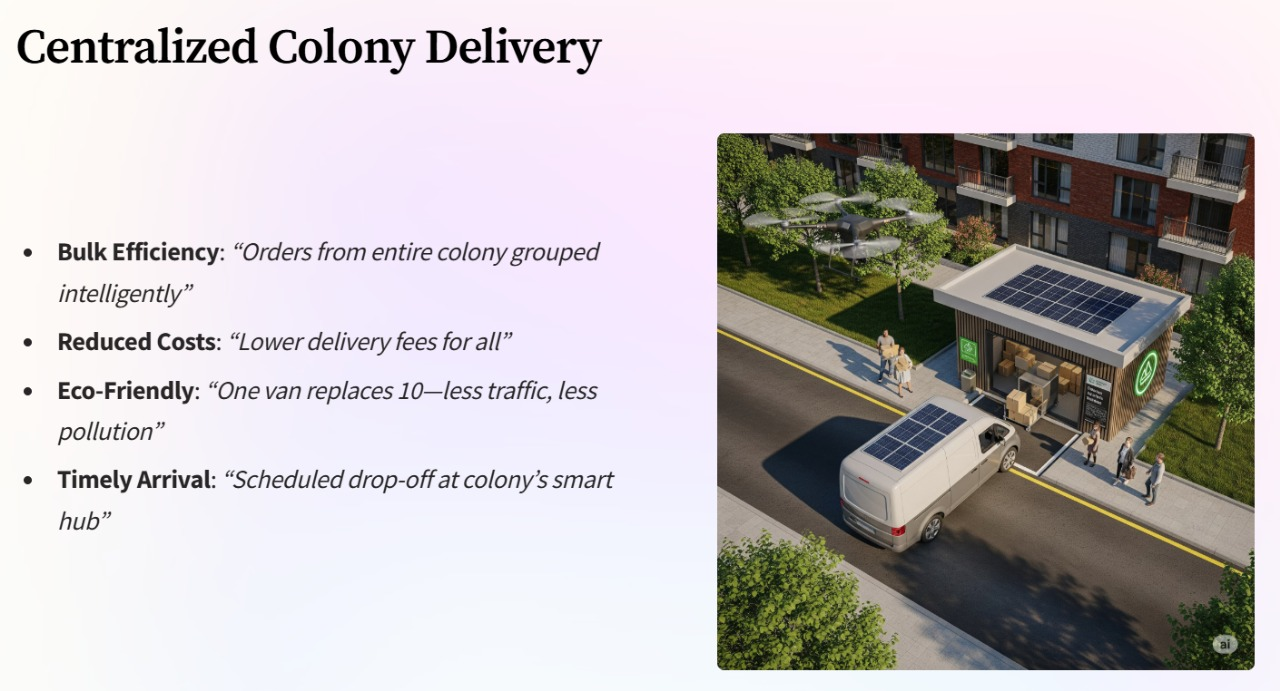 Centralized Colony Delivery
• Bulk Efficiency: “Orders from entire colony grouped
intelligently”
• Reduced Costs: “Lower delivery fees for all”
• Eco-Friendly: “One van replaces 10—less traffic, less
pollution”
• Timely Arrival: “Scheduled drop-off at colony’s smart
hub”
ai